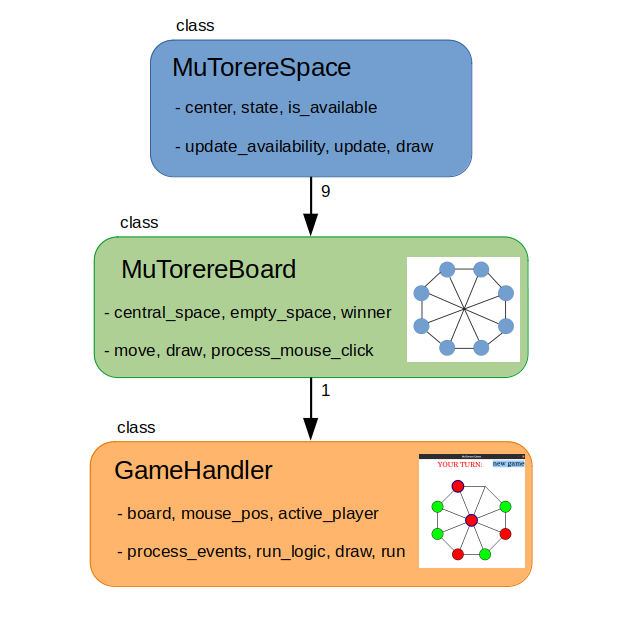 class
MuTorereSpace
- center, state, is_available
- update_availability, update, draw
9
class
MuTorereBoard
- central_space, empty_space, winner
- move, draw, process_mouse_click
1
class
GameHandler
- board, mouse_pos, active_player
- process_events, run_logic, draw, run
YOUR TURN:
new game